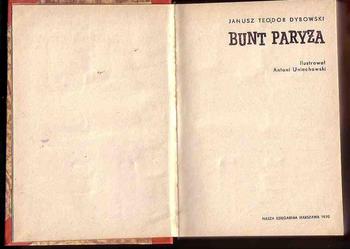 JANUSZ TEODOR DYBOWSKI
BUNT PARYŻA
Ilustrował
Antoni Uniechowski
NASZA KSIĘGARNIA WARSZAWA 1970